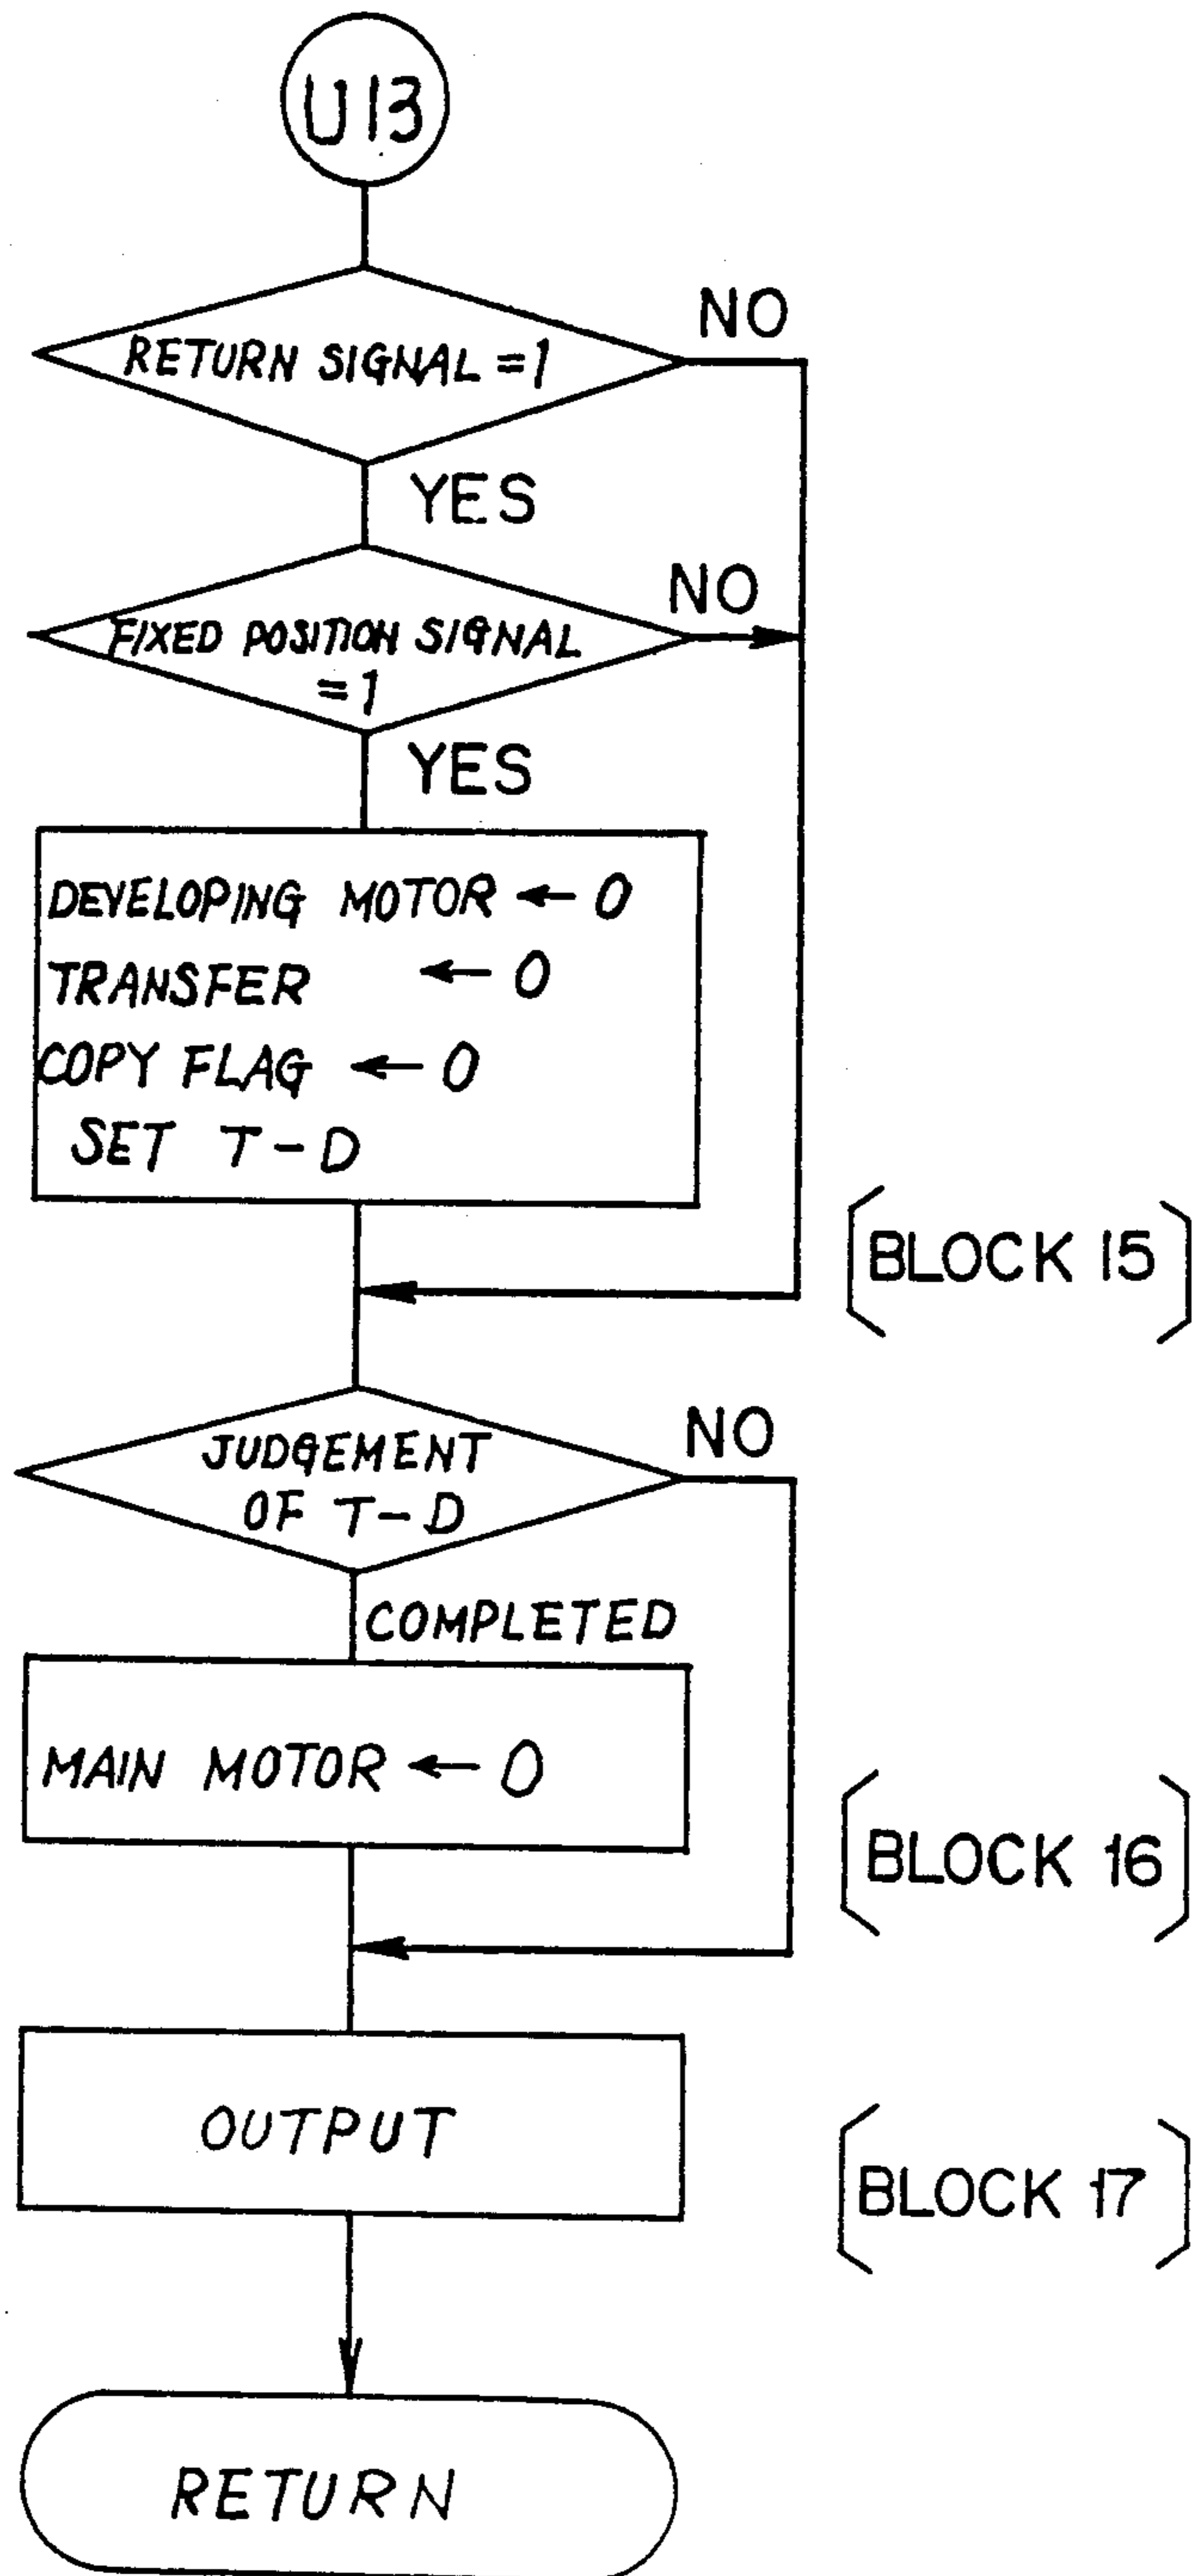 U13
RETURN SIGNAL = 1
NO
YES
FIXED POSITION SIGNAL
= 1
NO
YES
DEVELOPING MOTOR ← 0
TRANSFER ← 0
COPY FLAG ← 0
SET T-D
[BLOCK 15]
JUDGEMENT
OF T-D
NO
COMPLETED
MAIN MOTOR ← 0
[BLOCK 16]
OUTPUT
[BLOCK 17]
RETURN